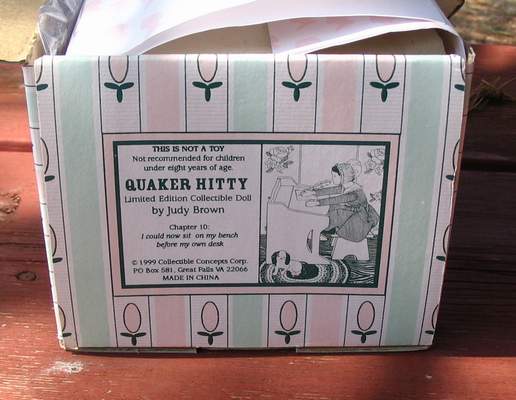 THIS IS NOT A TOY
Not recommended for children
under eight years of age.
QUAKER HITTY
Limited Edition Collectible Doll
by Judy Brown
Chapter 10:
I could now sit on my bench
before my own desk
© 1999 Collectible Concepts Corp.
PO Box 581, Great Falls VA 22066
MADE IN CHINA